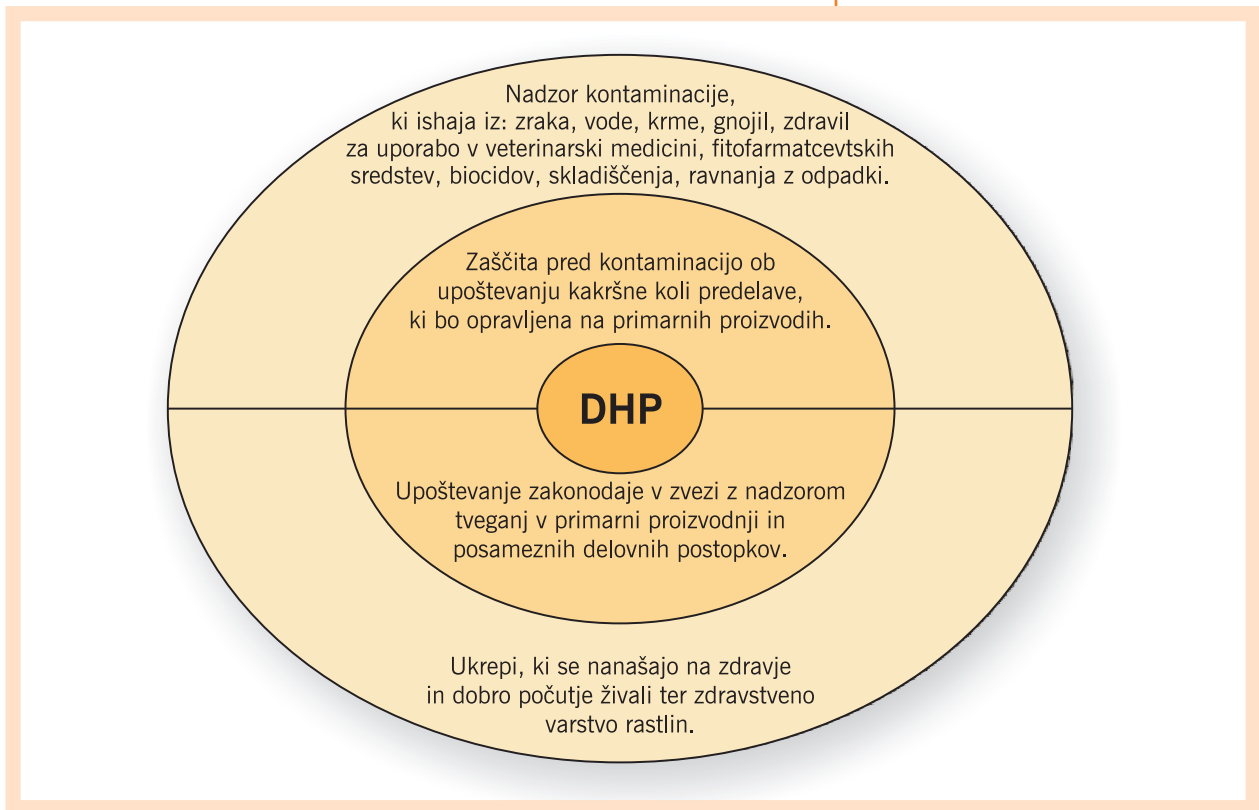 Nadzor kontaminacije,
ki ishaja iz: zraka, vode, krme, gnojil, zdravil
za uporabo v veterinarski medicini, fitofarmatcevtskih
sredstev, biocidov, skladiščenja, ravnanja z odpadki.
Zaščita pred kontaminacijo ob
upoštevanju kakršne koli predelave,
ki bo opravljena na primarnih proizvodih.
DHP
Upoštevanje zakonodaje v zvezi z nadzorom
tveganj v primarni proizvodnji in
posameznih delovnih postopkov.
Ukrepi, ki se nanašajo na zdravje
in dobro počutje živali ter zdravstveno
varstvo rastlin.